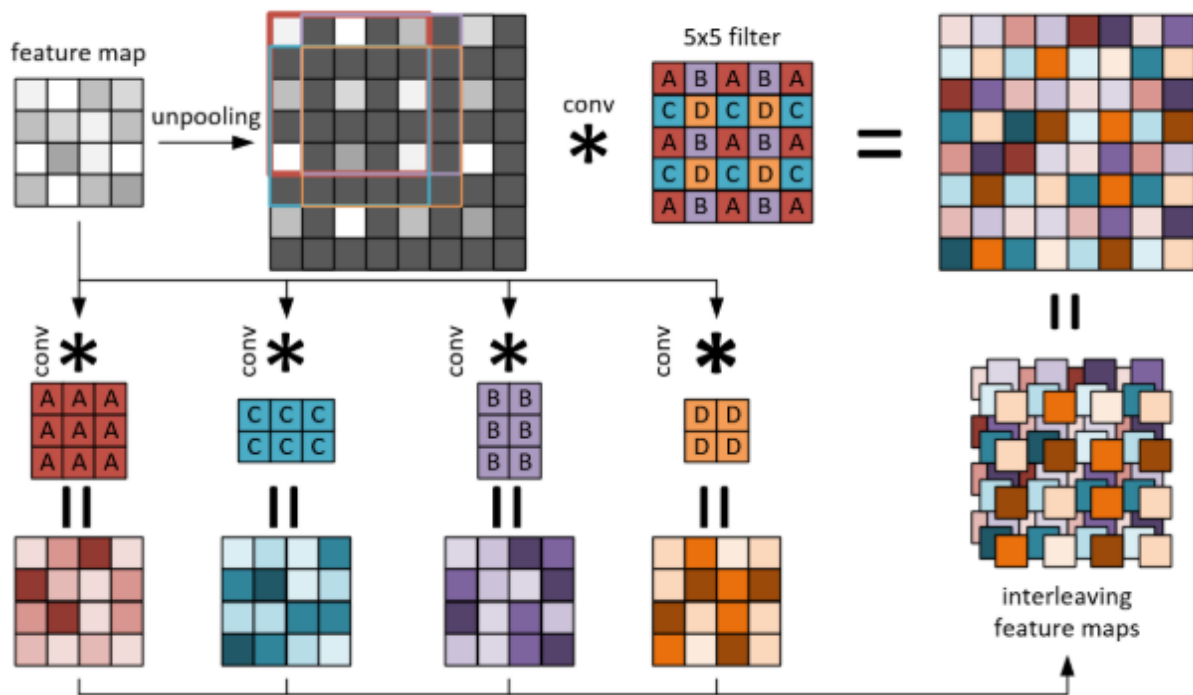 feature map
unpooling
conv
5x5 filter
A B A B A
C D C D C
A B A B A
C D C D C
A B A B A
conv
conv
conv
conv
A A A
A A A
A A A
C C C
C C C
B B
B B
B B
D D
D D
interleaving
feature maps